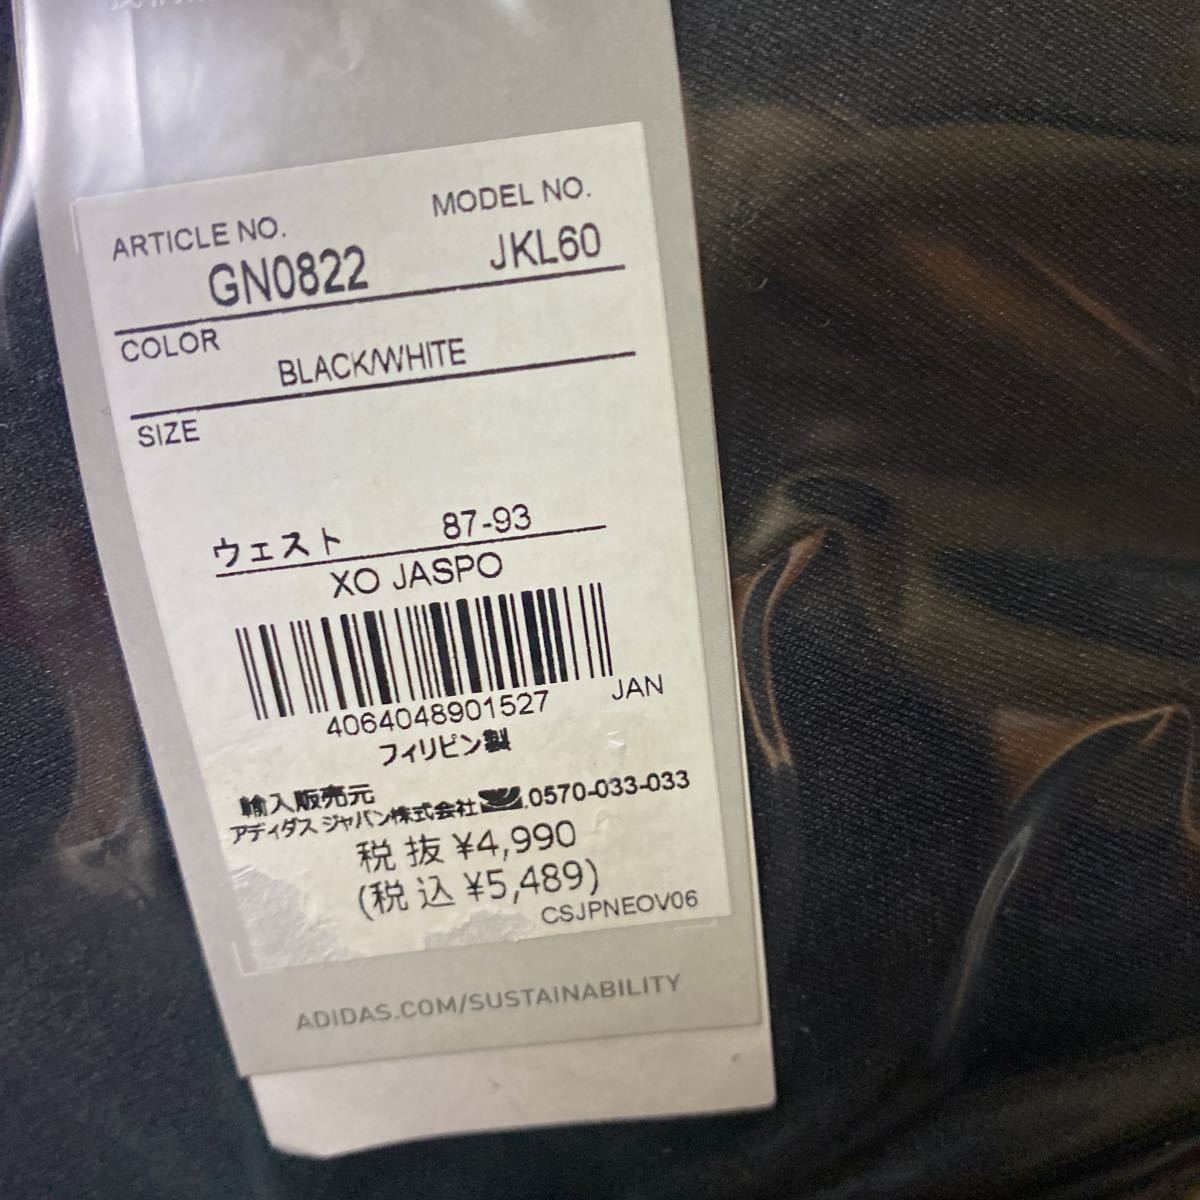 ARTICLE NO.
MODEL NO.
GN0822
JKL60
COLOR
BLACK/WHITE
SIZE
ウェスト 87-93
XO JASPO
4064048901527
JAN
フィリピン製
輸入販売元
アディダス ジャパン株式会社 0570-033-033
税抜 ¥4,990
(税込 ¥5,489)
CSJPNEOV06
ADIDAS.COM/SUSTAINABILITY